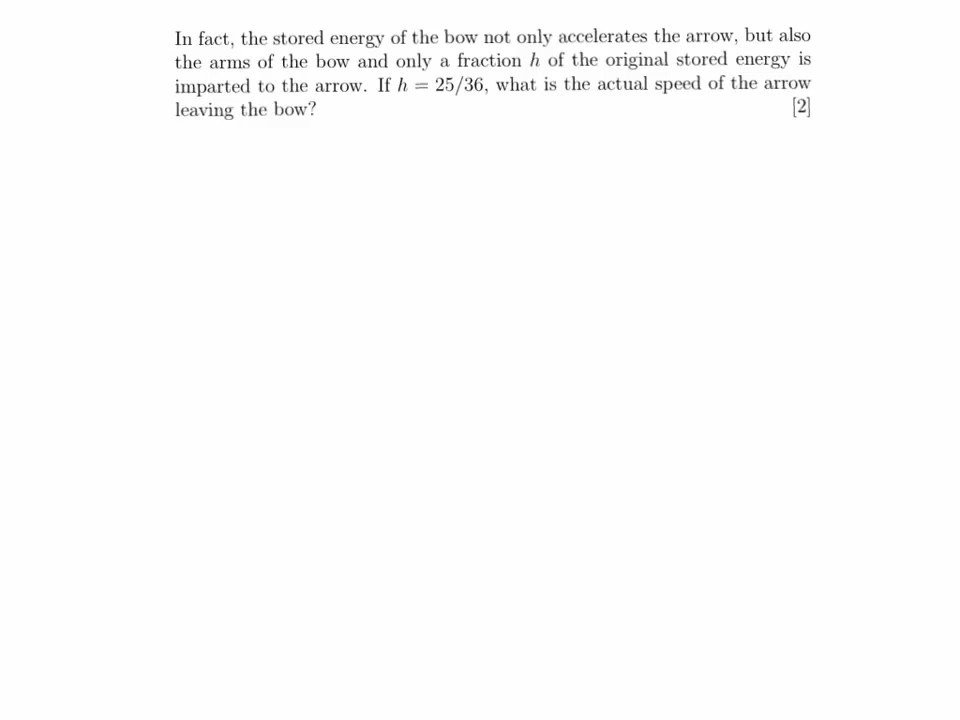 In fact, the stored energy of the bow not only accelerates the arrow, but also
the arms of the bow and only a fraction h of the original stored energy is
imparted to the arrow. If h = 25/36, what is the actual speed of the arrow
leaving the bow? [2]